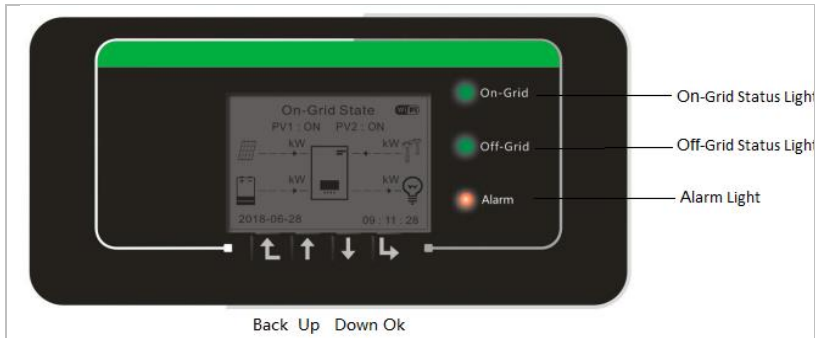 On-Grid State WiFi
PV1 : ON PV2 : ON
kW kW
kW kW
2018-06-28 09 : 11 : 28
On-Grid
Off-Grid
Alarm
On-Grid Status Light
Off-Grid Status Light
Alarm Light
Back Up Down Ok